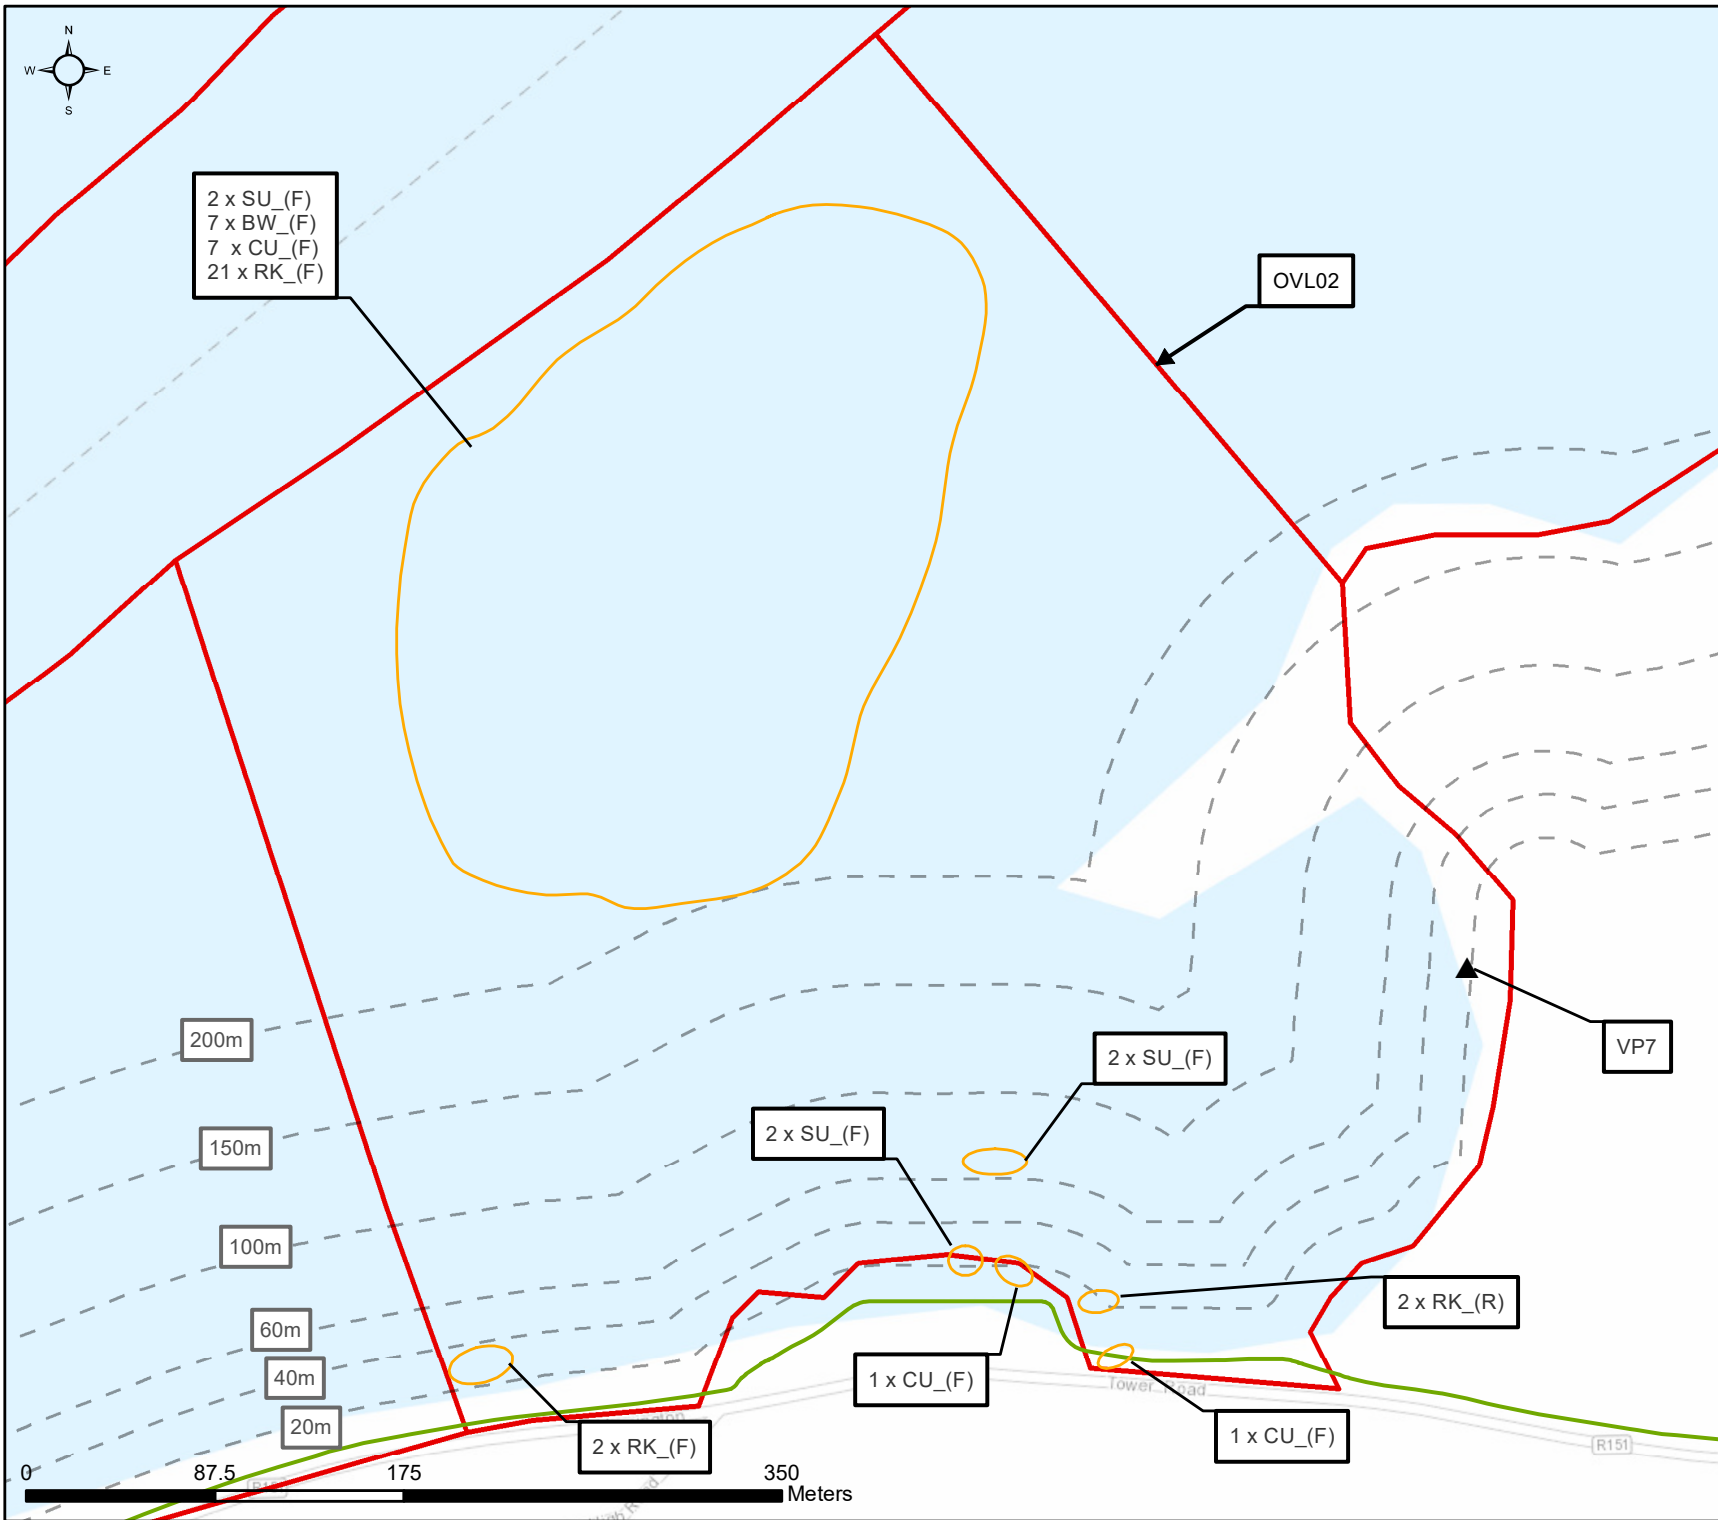 N
W E
S
2 x SU_(F)
7 x BW_(F)
7 x CU_(F)
21 x RK_(F)
OVL02
200m
2 x SU_(F)
VP7
150m
2 x SU_(F)
100m
2 x RK_(R)
60m
40m
1 x CU_(F)
Tower Road
20m
2 x RK_(F)
1 x CU_(F)
R151
0 87.5 175 350
Meters